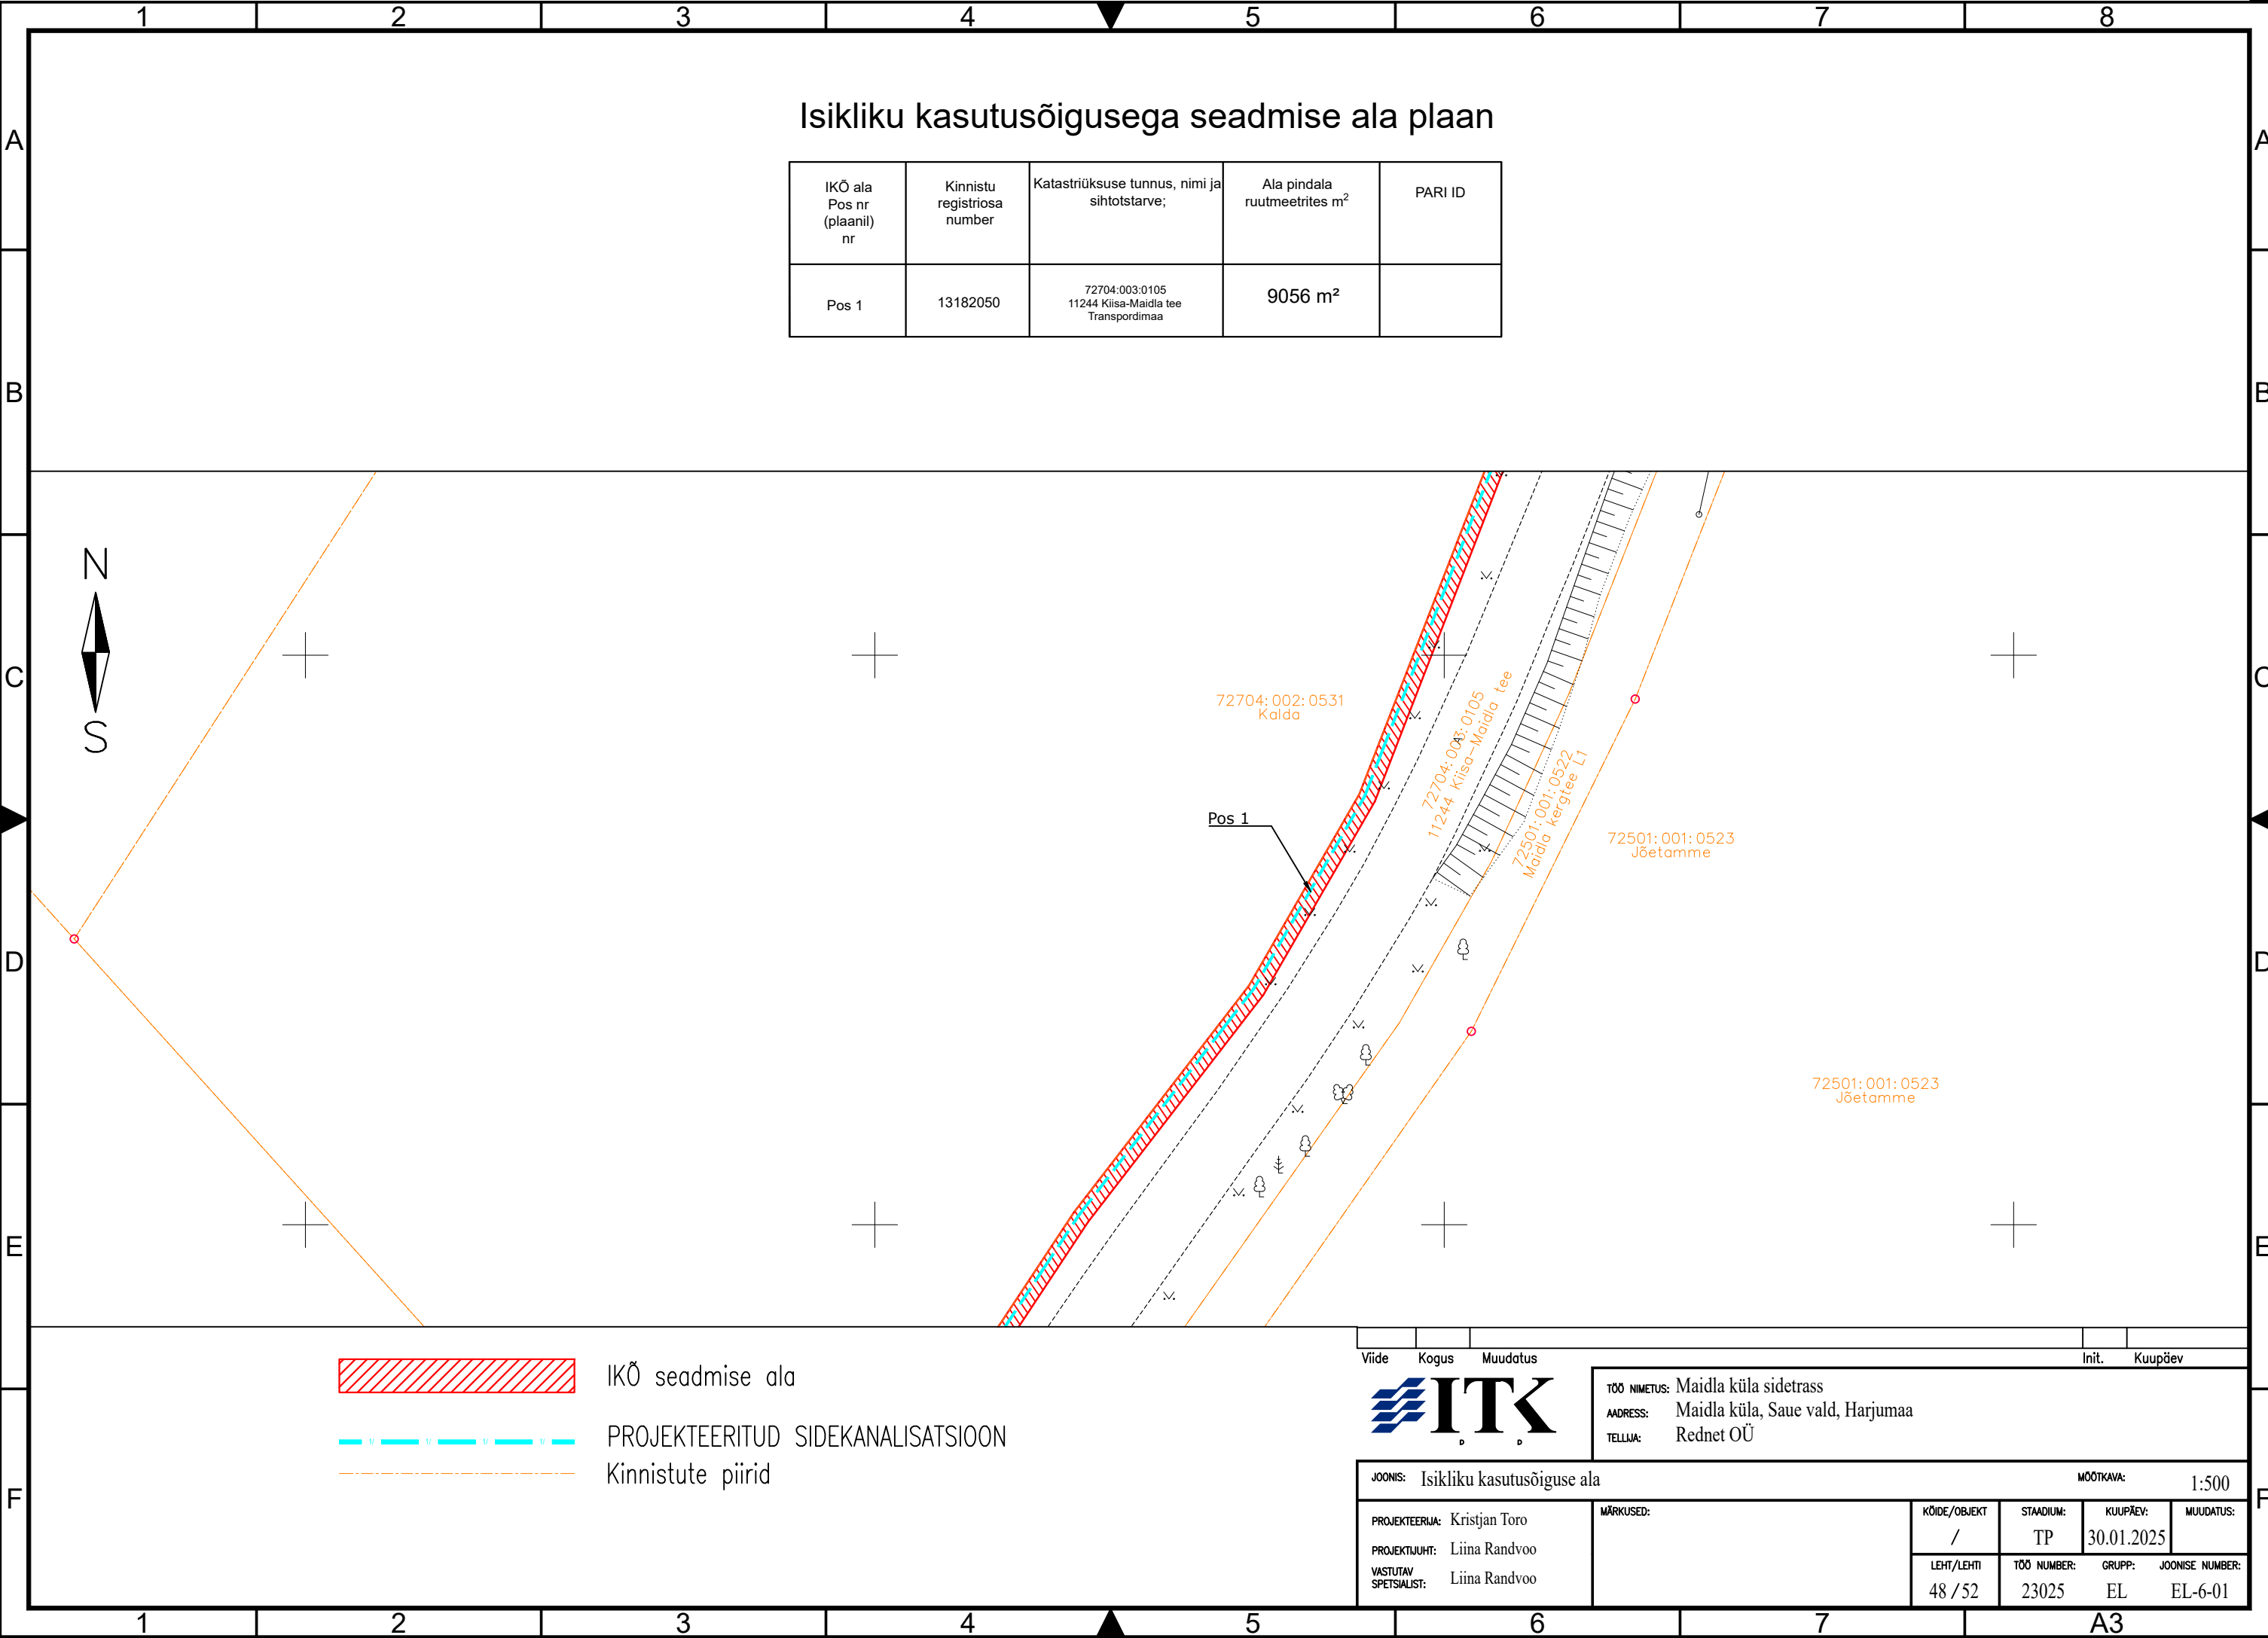 1 2 3 4 5 6 7 8
A A
B B
C C
D D
E E
F F
Isikliku kasutusõigusega seadmise ala plaan
IKÕ ala
Pos nr
(plaanil)
nr
Kinnistu
registriosa
number
Katastriüksuse tunnus, nimi ja
sihtotstarve;
Ala pindala
ruutmeetrites m²
PARI ID
Pos 1
13182050
72704:003:0105
11244 Kiisa-Maidla tee
Transpordimaa
9056 m²
N
S
72704:002:0531
Kalda
Pos 1
72704:003:0105
11244 Kiisa-Maidla tee
A
72501:001:0522
Maidla kergtee L1
72501:001:0523
Jõetamme
72501:001:0523
Jõetamme
IKÕ seadmise ala
PROJEKTEERITUD SIDEKANALISATSIOON
Kinnistute piirid
Viide Kogus Muudatus Init. Kuupäev
ITK
D D
TÖÖ NIMETUS: Maidla küla sidetrass
AADRESS: Maidla küla, Saue vald, Harjumaa
TELLIJA: Rednet OÜ
JOONIS: Isikliku kasutusõiguse ala
MÕÕTKAVA: 1:500
PROJEKTEERIJA: Kristjan Toro
PROJEKTIJUHT: Liina Randvoo
VASTUTAV
SPETSIALIST: Liina Randvoo
MÄRKUSED:
KÖIDE/OBJEKT STAADIUM: KUUPÄEV: MUUDATUS:
/ TP 30.01.2025
LEHT/LEHTI TÖÖ NUMBER: GRUPP: JOONISE NUMBER:
48 / 52 23025 EL EL-6-01
1 2 3 4 5 6 7 A3